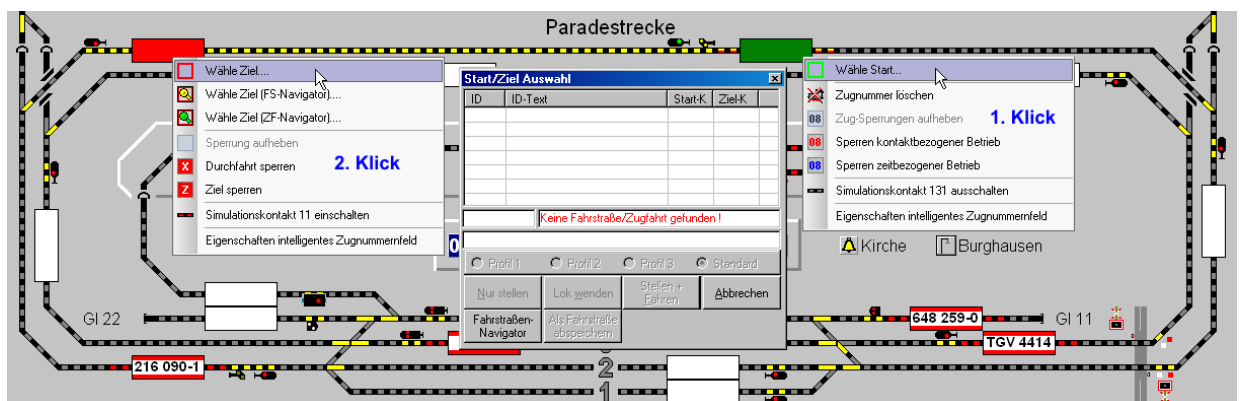 Paradestrecke
Wähle Ziel....
Wähle Ziel (FS-Navigator)....
Wähle Ziel (ZF-Navigator)....
Sperrung aufheben
X Durchfahrt sperren
2. Klick
Z Ziel sperren
Simulationskontakt 11 einschalten
Eigenschaften intelligentes Zugnummernfeld
Start/Ziel Auswahl
ID ID-Text Start-K Ziel-K
Keine Fahrstraße/Zugfahrt gefunden !
Profil 1 Profil 2 Profil 3 Standard
Nur stellen Lok wenden Stellen + Fahren Abbrechen
Fahrstraßen-Navigator Als Fahrstraße abspeichern
Wähle Start...
Zugnummer löschen
08 Zug-Sperrungen aufheben
1. Klick
08 Sperren kontaktbezogener Betrieb
08 Sperren zeitbezogener Betrieb
Simulationskontakt 131 ausschalten
Eigenschaften intelligentes Zugnummernfeld
0
Kirche Burghausen
Gl 22
648 259-0
Gl 11
TGV 4414
216 090-1
2
1